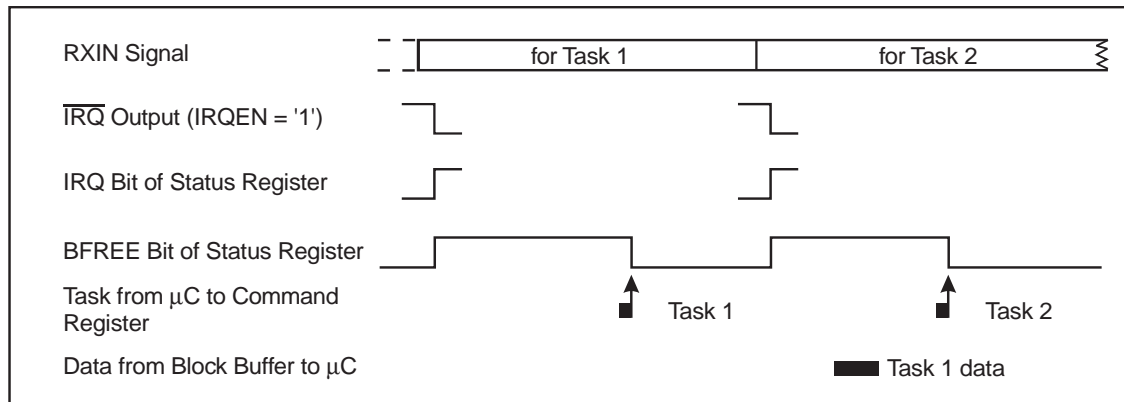 RXIN Signal
for Task 1
for Task 2
IRQ Output (IRQEN = '1')
IRQ Bit of Status Register
BFREE Bit of Status Register
Task from µC to Command
Register
Task 1
Task 2
Data from Block Buffer to µC
Task 1 data